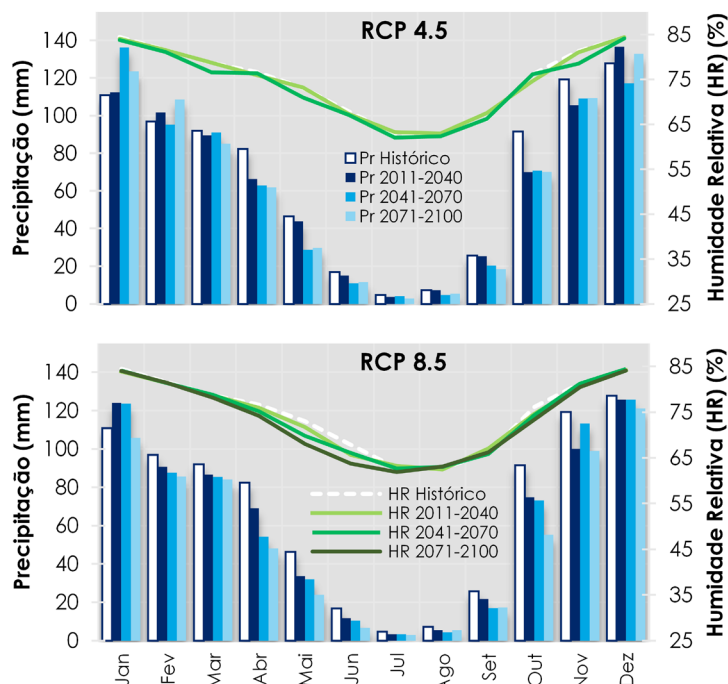 RCP 4.5
Precipitação (mm)
140
120
100
80
60
40
20
0
Pr Histórico
Pr 2011-2040
Pr 2041-2070
Pr 2071-2100
85
75
65
55
45
35
25
Humidade Relativa (HR) (%)
RCP 8.5
Precipitação (mm)
140
120
100
80
60
40
20
0
HR Histórico
HR 2011-2040
HR 2041-2070
HR 2071-2100
85
75
65
55
45
35
25
Humidade Relativa (HR) (%)
Jan
Fev
Mar
Abr
Mai
Jun
Jul
Ago
Set
Out
Nov
Dez